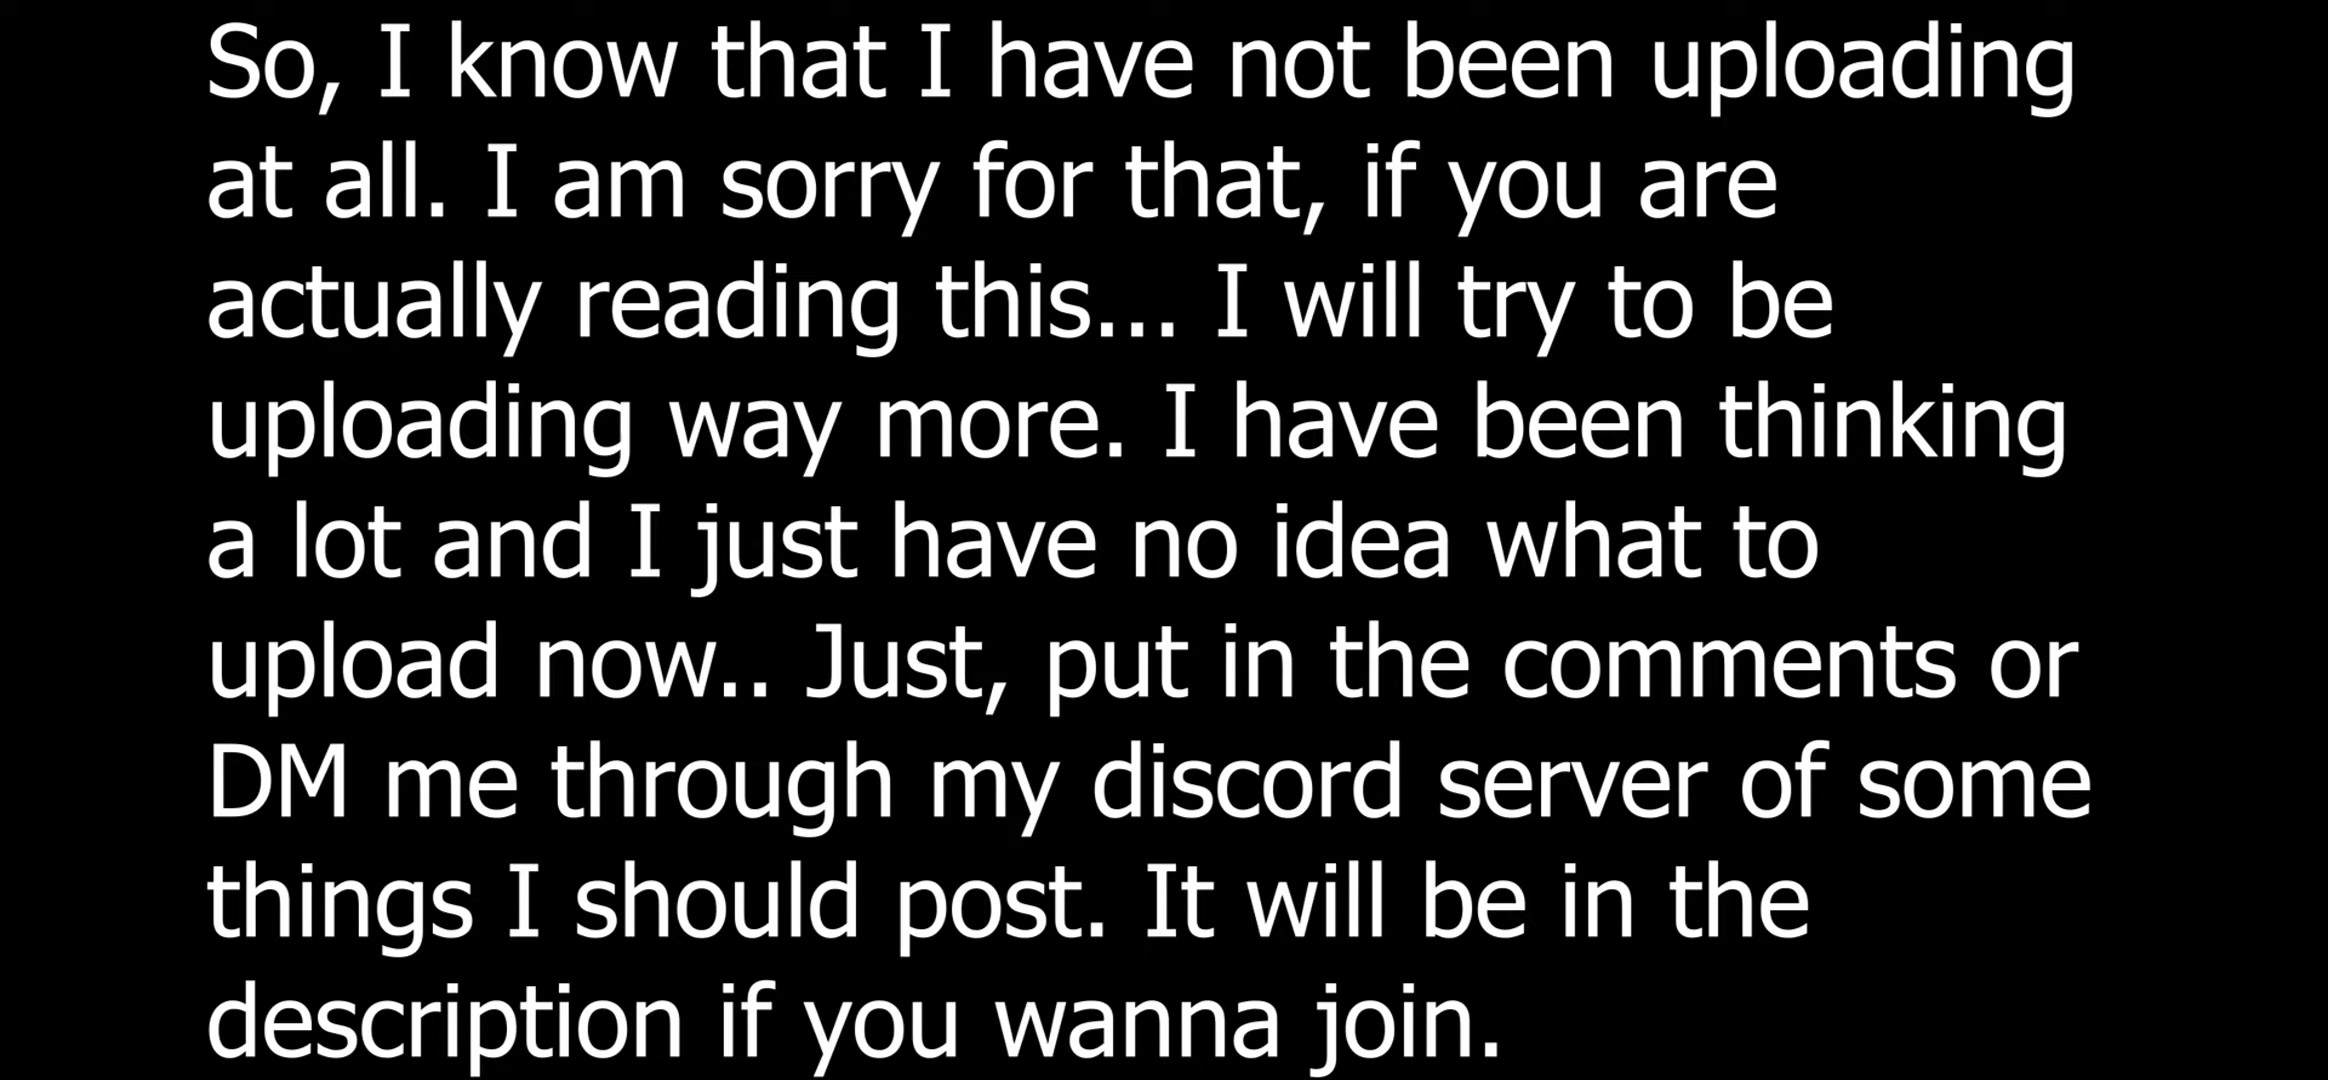 So, I know that I have not been uploading
at all. I am sorry for that, if you are
actually reading this... I will try to be
uploading way more. I have been thinking
a lot and I just have no idea what to
upload now.. Just, put in the comments or
DM me through my discord server of some
things I should post. It will be in the
description if you wanna join.